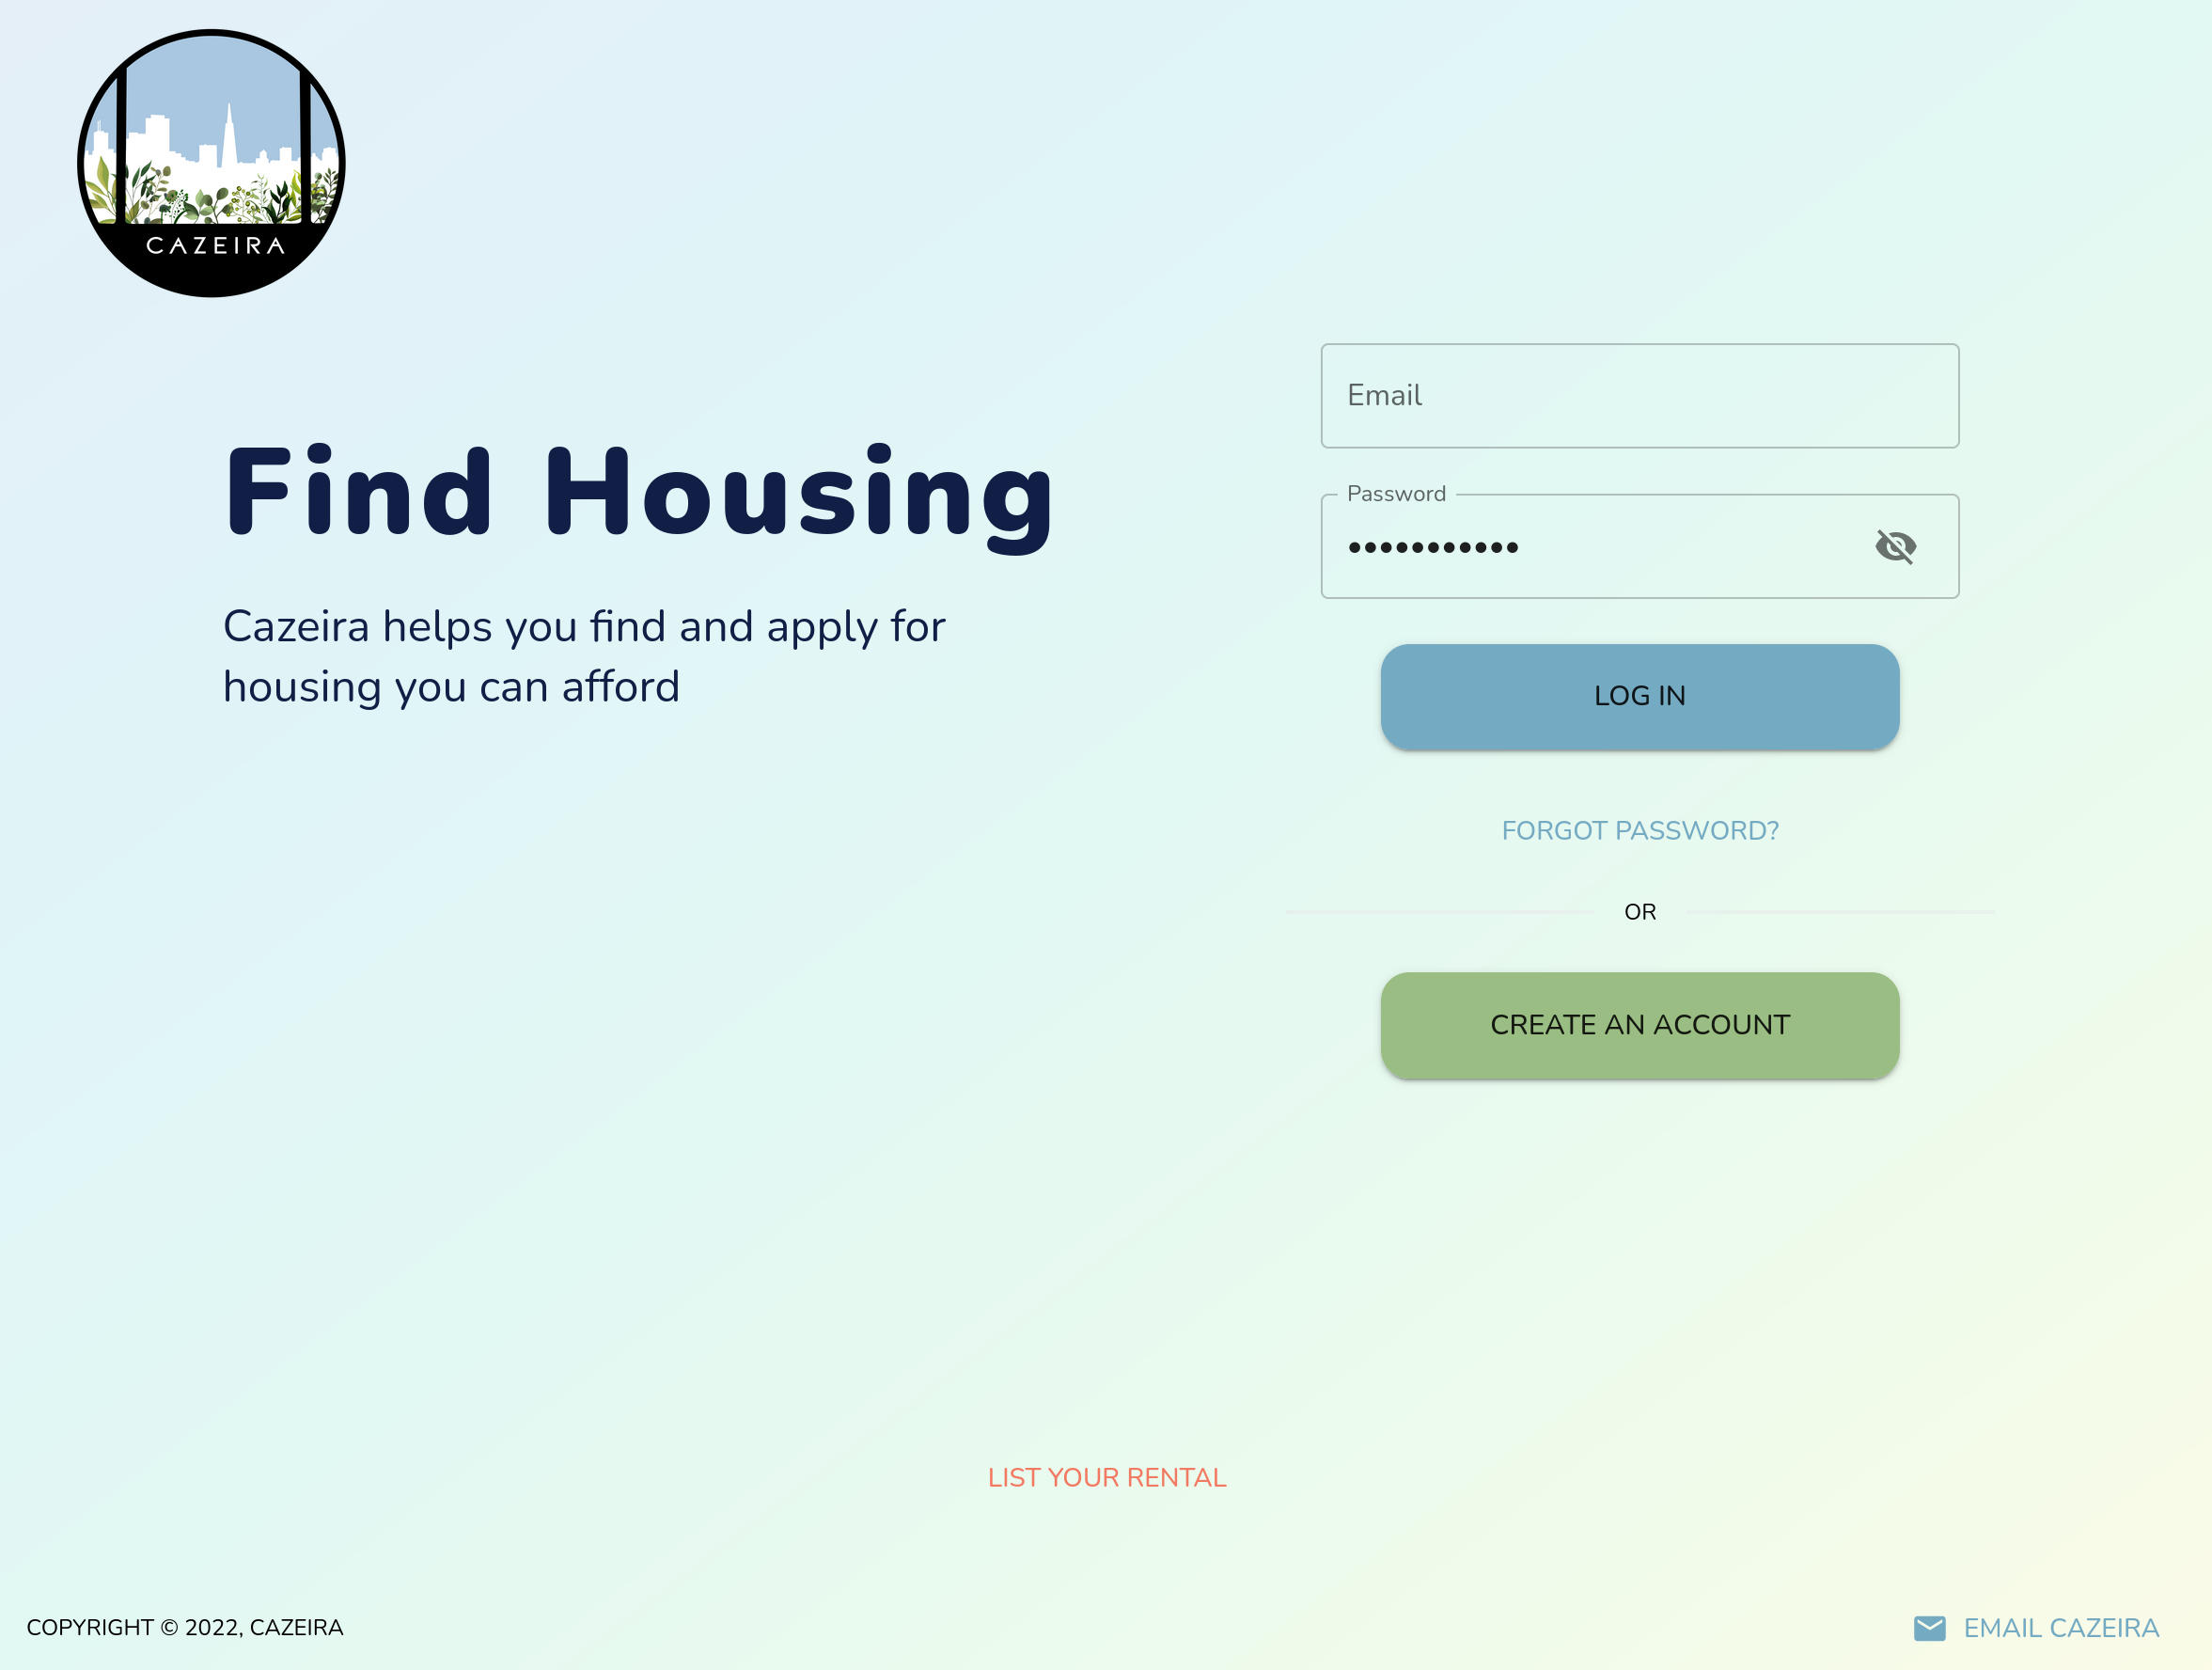 CAZEIRA
Find Housing
Cazeira helps you find and apply for
housing you can afford
Email
Password
•••••••••••
LOG IN
FORGOT PASSWORD?
OR
CREATE AN ACCOUNT
LIST YOUR RENTAL
COPYRIGHT © 2022, CAZEIRA
EMAIL CAZEIRA